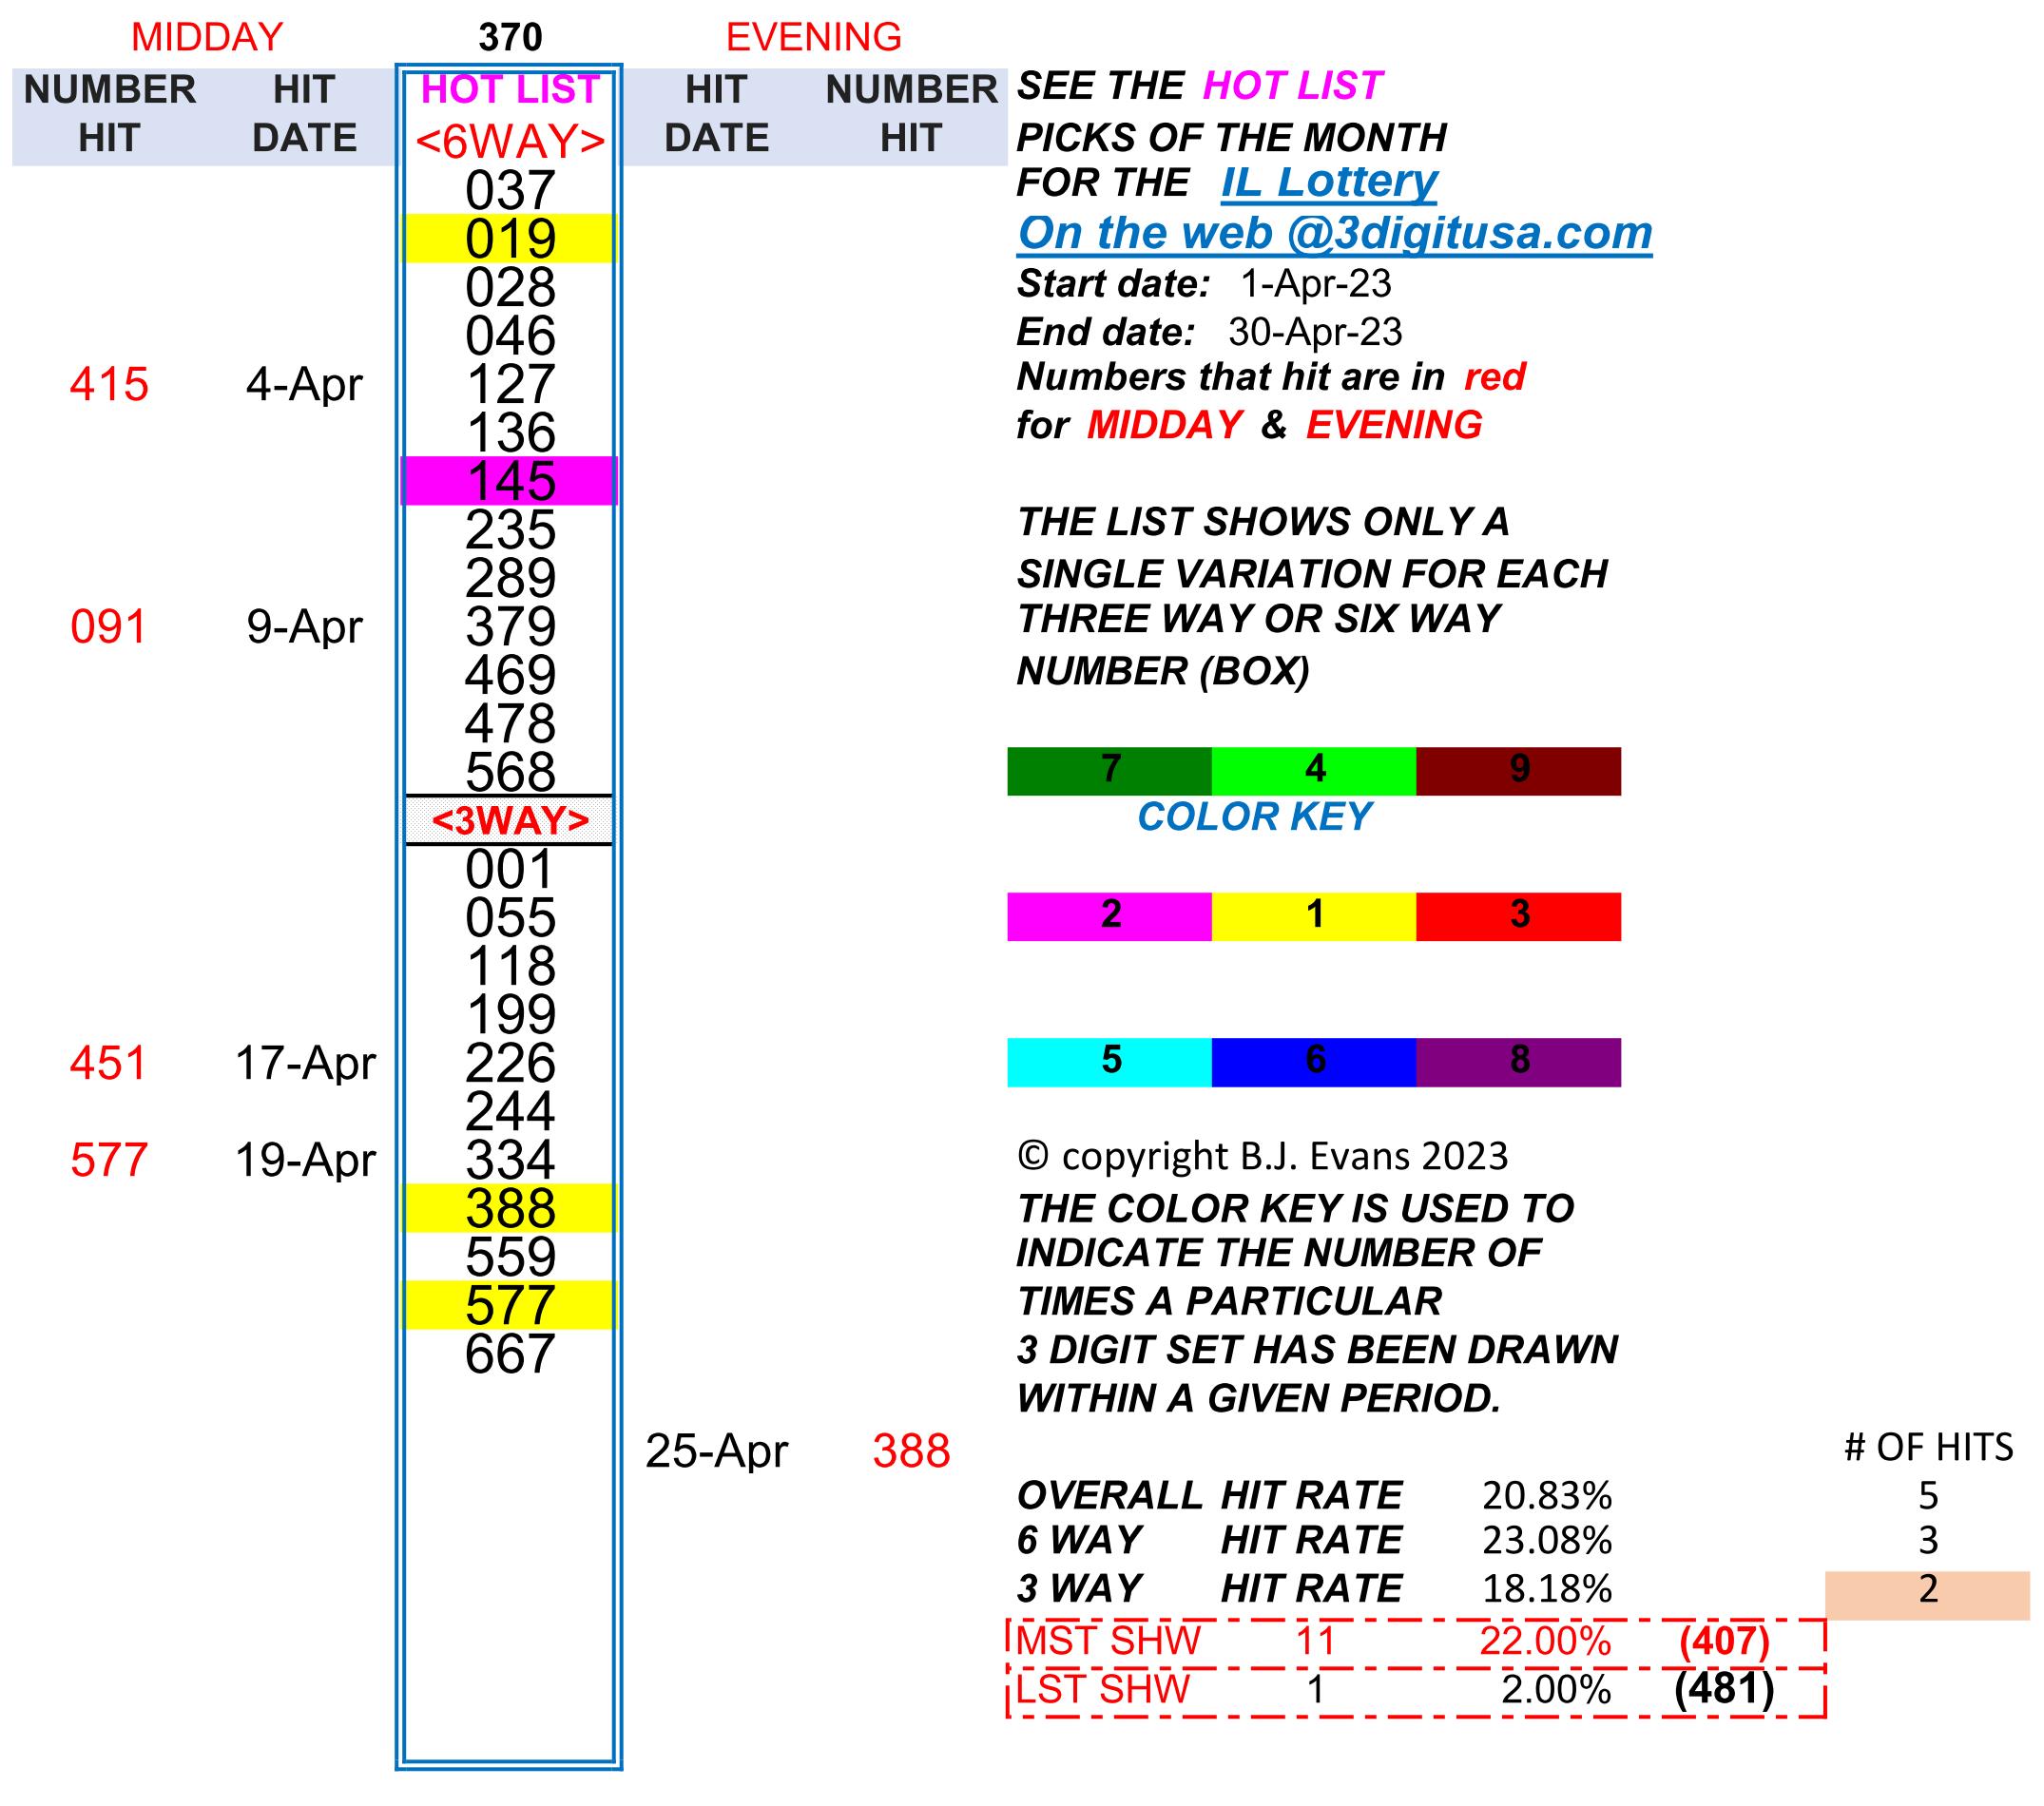 MIDDAY 370 EVENING
NUMBER HIT HOT LIST HIT NUMBER SEE THE HOT LIST
HIT DATE <6WAY> DATE HIT PICKS OF THE MONTH
037 FOR THE IL Lottery
019 On the web @3digitusa.com
028 Start date: 1-Apr-23
046 End date: 30-Apr-23
415 4-Apr 127 Numbers that hit are in red
136 for MIDDAY & EVENING
145
235 THE LIST SHOWS ONLY A
289 SINGLE VARIATION FOR EACH
091 9-Apr 379 THREE WAY OR SIX WAY
469 NUMBER (BOX)
478
568 7 4 9
<3WAY> COLOR KEY
001
055 2 1 3
118
199
451 17-Apr 226 5 6 8
244
577 19-Apr 334 © copyright B.J. Evans 2023
388 THE COLOR KEY IS USED TO
559 INDICATE THE NUMBER OF
577 TIMES A PARTICULAR
667 3 DIGIT SET HAS BEEN DRAWN
WITHIN A GIVEN PERIOD.
25-Apr 388 # OF HITS
OVERALL HIT RATE 20.83% 5
6 WAY HIT RATE 23.08% 3
3 WAY HIT RATE 18.18% 2
MST SHW 11 22.00% (407)
LST SHW 1 2.00% (481)